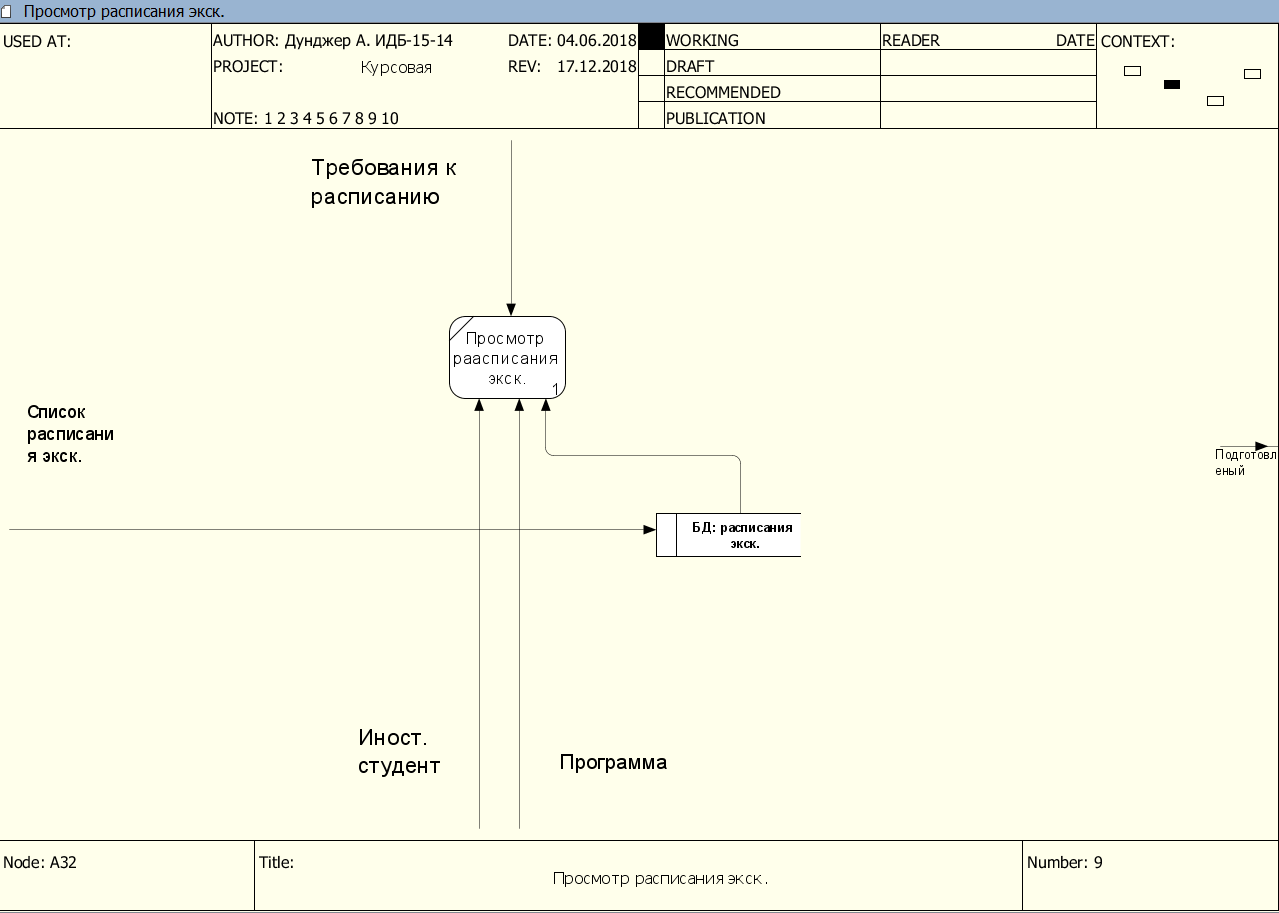 Просмотр расписания экск.
USED AT:
AUTHOR: Дунджер А. ИДБ-15-14
DATE: 04.06.2018
PROJECT: Курсовая
REV: 17.12.2018
NOTE: 1 2 3 4 5 6 7 8 9 10
WORKING
DRAFT
RECOMMENDED
PUBLICATION
READER DATE
CONTEXT:
Требования к
расписанию
Просмотр
раасписания
экск.
1
Список
расписани
я экск.
Подготовл
еный
БД: расписания
экск.
Иност.
студент
Программа
Node: A32
Title:
Просмотр расписания экск.
Number: 9